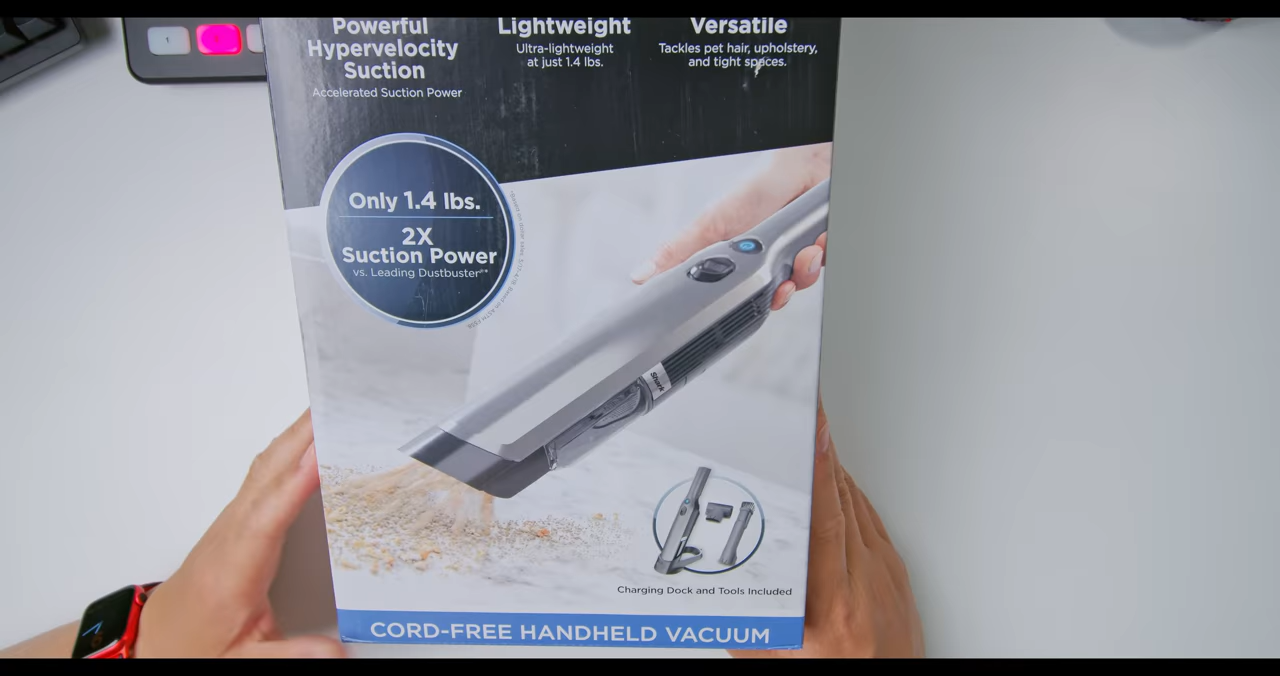 Powerful
Hypervelocity
Suction
Accelerated Suction Power
Lightweight
Ultra-lightweight
at just 1.4 lbs.
Versatile
Tackles pet hair, upholstery,
and tight spaces.
Only 1.4 lbs.
2X
Suction Power
vs. Leading Dustbuster®*
Shark
Charging Dock and Tools Included
CORD-FREE HANDHELD VACUUM
1